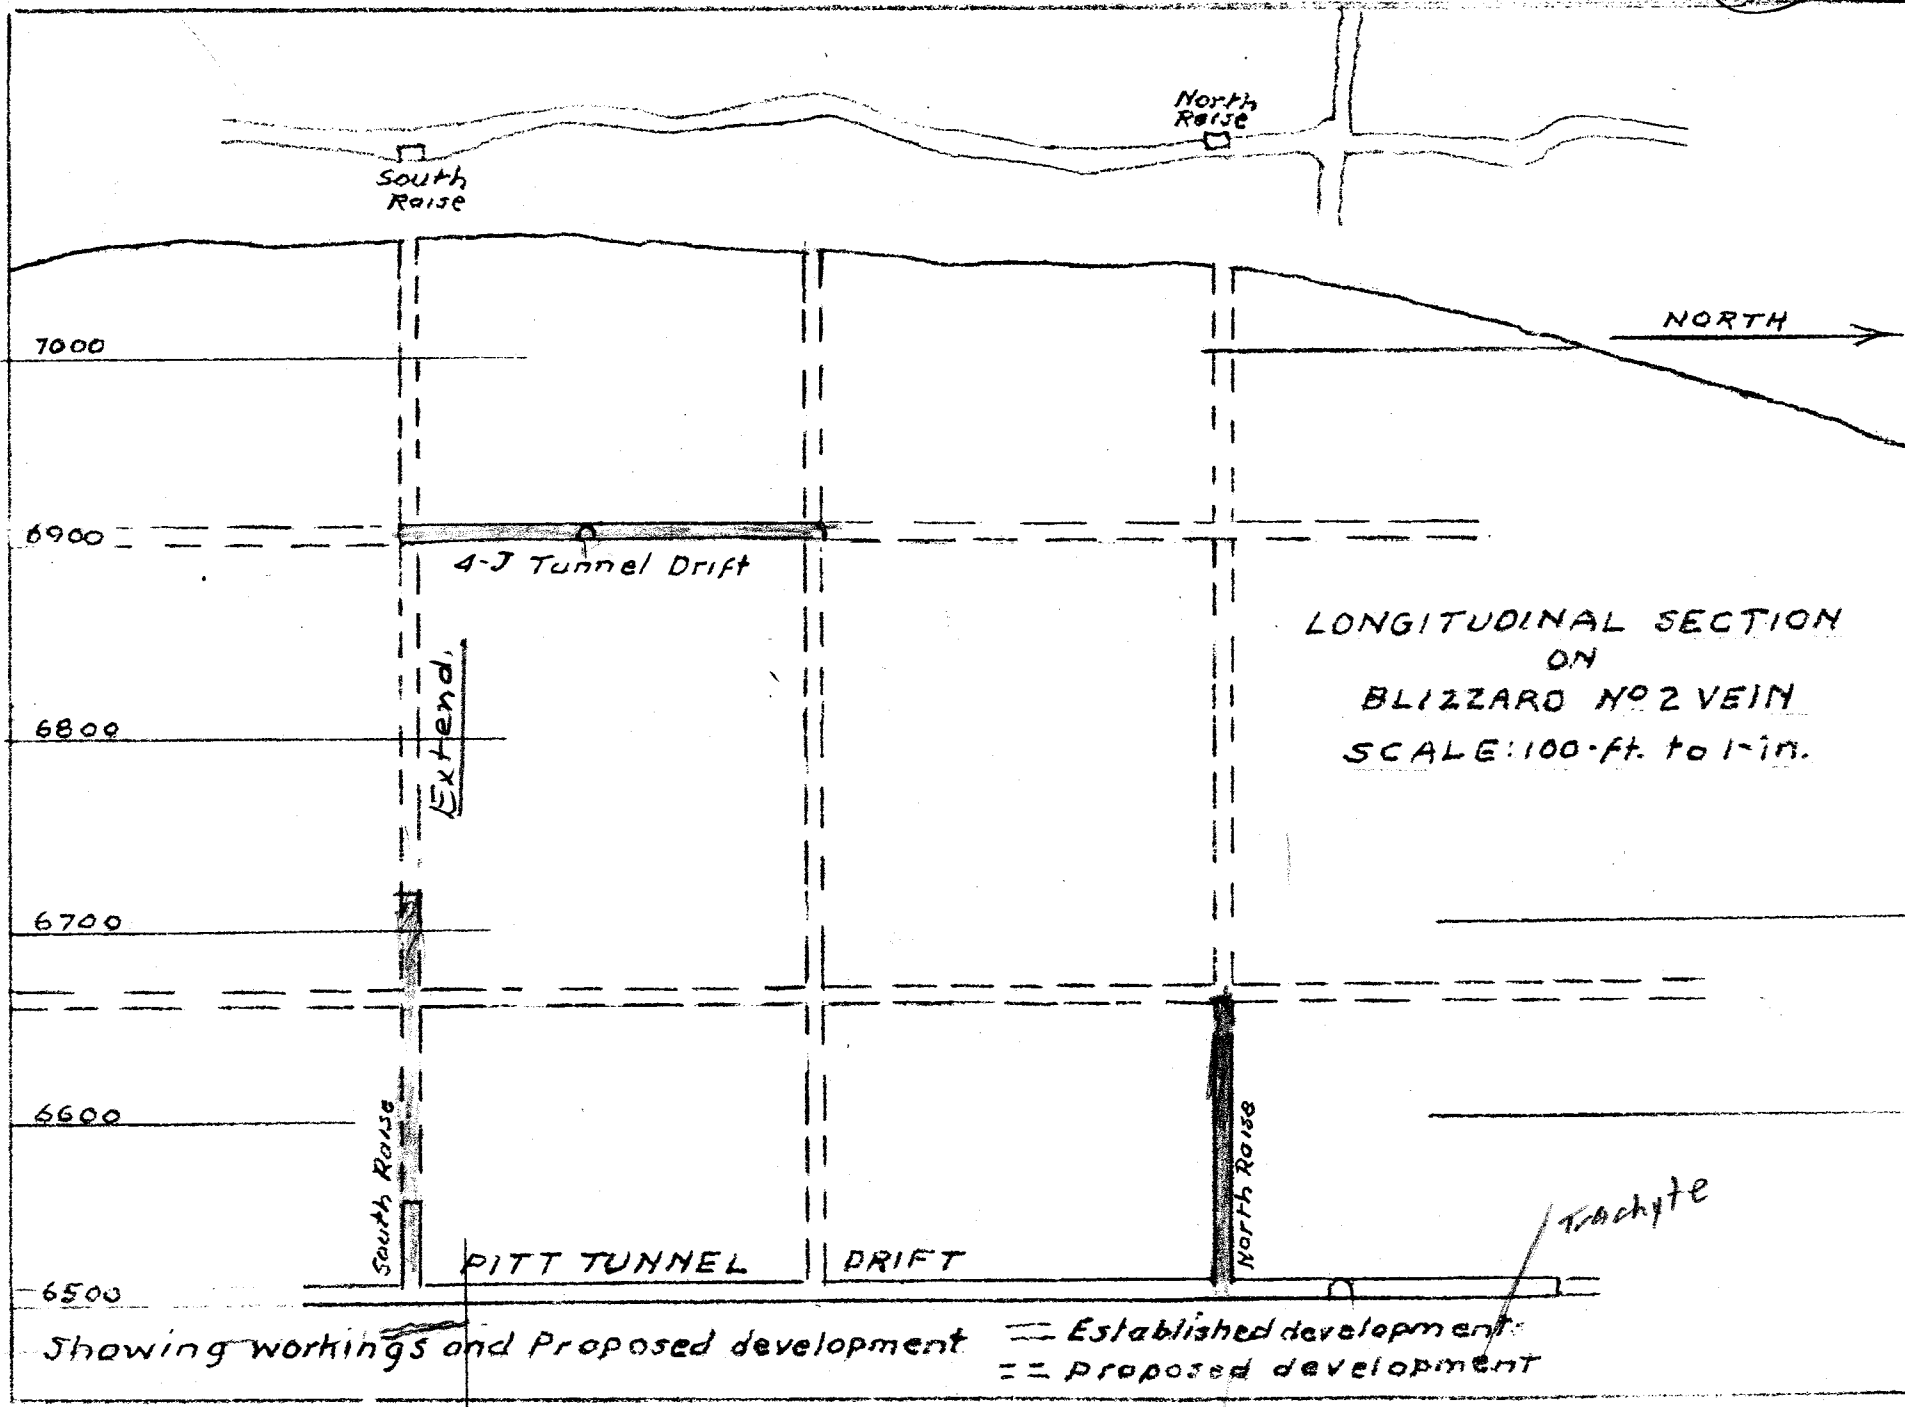 North
Raise
South
Raise
NORTH
7000
6900
4-J Tunnel Drift
LONGITUDINAL SECTION
ON
BLIZZARD Nº 2 VEIN
SCALE: 100-ft. to 1-in.
Extend.
6800
6700
6600
South Raise
North Raise
Trachyte
PITT TUNNEL DRIFT
6500
Showing workings and Proposed development
== Established development
== proposed development